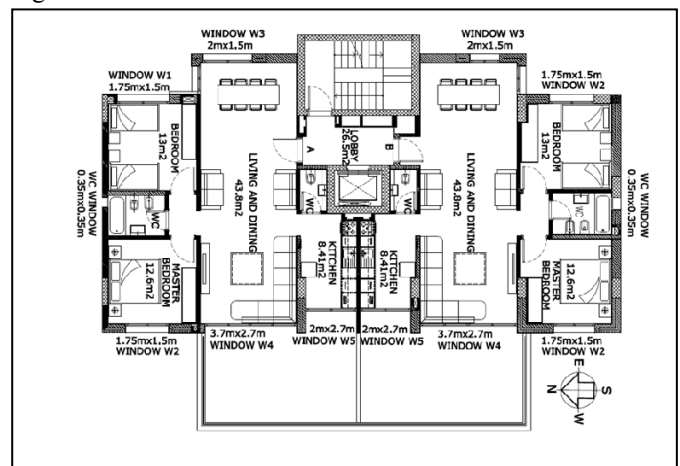 WINDOW W3
2mx1.5m
WINDOW W3
2mx1.5m
WINDOW W1
1.75mx1.5m
1.75mx1.5m
WINDOW W2
BEDROOM
13m2
LIVING AND DINING
43.8m2
LOBBY
26.5m2
A
B
LIVING AND DINING
43.8m2
BEDROOM
13m2
WC WINDOW
0.35mx0.35m
WC
WC
WC
WC
WC WINDOW
0.35mx0.35m
MASTER
BEDROOM
12.6m2
KITCHEN
8.41m2
KITCHEN
8.41m2
MASTER
BEDROOM
12.6m2
1.75mx1.5m
WINDOW W2
3.7mx2.7m
WINDOW W4
2mx2.7m
WINDOW W5
2mx2.7m
WINDOW W5
3.7mx2.7m
WINDOW W4
1.75mx1.5m
WINDOW W2
E
N
S
W